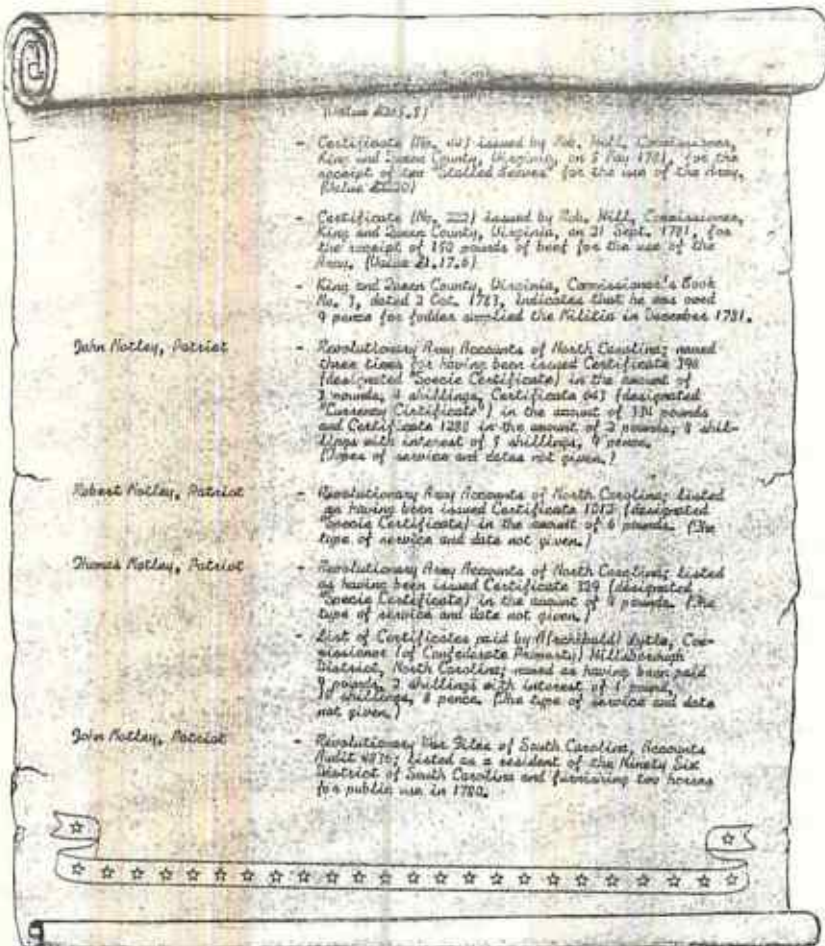 (Value
- Certificate (No. issued by Rob. Hill, Commissioner,
King and Queen County, Virginia, on 5 May 1781, for the
receipt of two "Stalled Beeves" for the use of the Army.
(Value
- Certificate (No. 222) issued by Rob. Hill, Commissioner,
King and Queen County, Virginia, on 21 Sept. 1781, for
the receipt of 150 pounds of beef for the use of the
Army. (Value £1.17.6)
- King and Queen County, Virginia, Commissioner's Book
No. 3, dated 2 Oct. 1783, indicates that he was owed
9 pence for fodder supplied the Militia in December 1781.
John Motley, Patriot
- Revolutionary Army Accounts of North Carolina; named
three times for having been issued Certificate 398
(designated "Specie Certificate) in the amount of
pounds, shillings, Certificate 643 (designated
"Currency Cirtificate") in the amount of pounds
and Certificate 1280 in the amount of 2 pounds, 8 shil-
lings with interest of shillings, pence.
(Types of service and dates not given.)
Robert Motley, Patriot
- Revolutionary Army Accounts of North Carolina; listed
as having been issued Certificate 1012 (designated
"Specie Certificate) in the amount of 6 pounds. (The
type of service and date not given.)
Thomas Motley, Patriot
- Revolutionary Army Accounts of North Carolina; listed
as having been issued Certificate 329 (designated
"Specie Certificate) in the amount of pounds. (The
type of service and date not given.)
- List of Certificates paid by A(rchibald) Lytle, Com-
missioner (of Confederate Property) Hillsborough
District, North Carolina; named as having been paid
9 pounds, 2 shillings with interest of 1 pound,
shillings, 8 pence. (The type of service and date
not given.)
John Motley, Patriot
- Revolutionary War Files of South Carolina, Accounts
Audit listed as a resident of the Ninety Six
District of South Carolina and furnishing two horses
for public use in 1780.